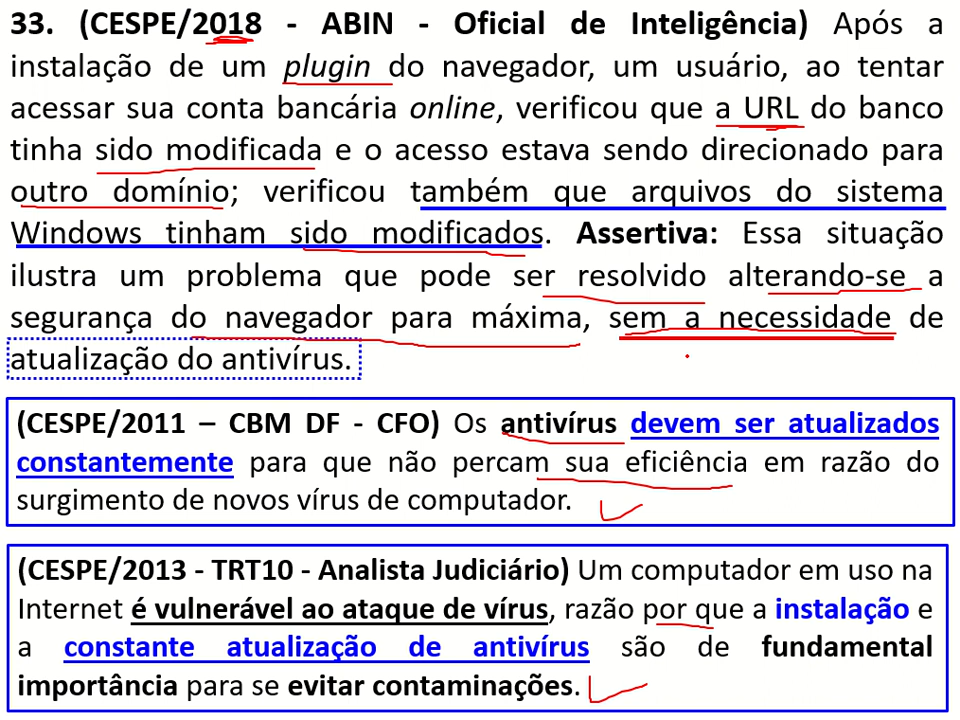 33. (CESPE/2018 - ABIN - Oficial de Inteligência) Após a
instalação de um plugin do navegador, um usuário, ao tentar
acessar sua conta bancária online, verificou que a URL do banco
tinha sido modificada e o acesso estava sendo direcionado para
outro domínio; verificou também que arquivos do sistema
Windows tinham sido modificados. Assertiva: Essa situação
ilustra um problema que pode ser resolvido alterando-se a
segurança do navegador para máxima, sem a necessidade de
atualização do antivírus.
(CESPE/2011 – CBM DF - CFO) Os antivírus devem ser atualizados
constantemente para que não percam sua eficiência em razão do
surgimento de novos vírus de computador.
(CESPE/2013 - TRT10 - Analista Judiciário) Um computador em uso na
Internet é vulnerável ao ataque de vírus, razão por que a instalação e
a constante atualização de antivírus são de fundamental
importância para se evitar contaminações.